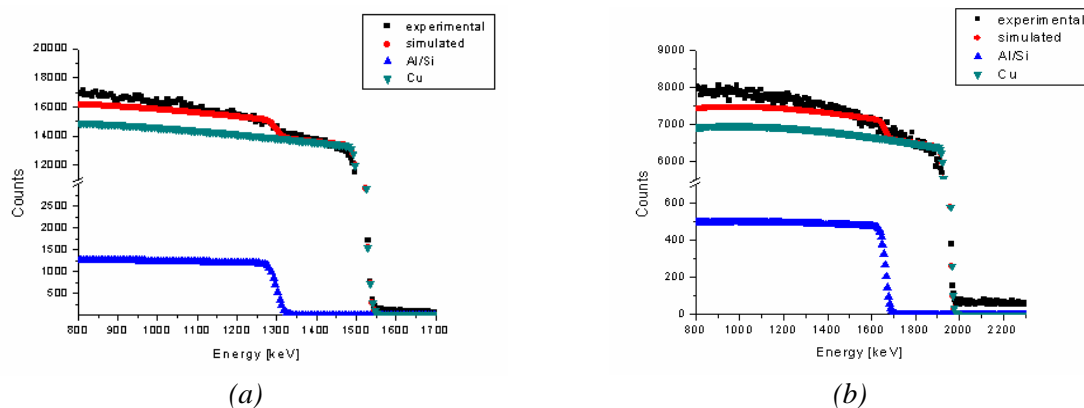 experimental
simulated
Al/Si
Cu
20000
18000
16000
14000
12000
2500
2000
1500
1000
500
Counts
800 900 1000 1100 1200 1300 1400 1500 1600 1700
Energy [keV]
(a)
experimental
simulated
Al/Si
Cu
9000
8000
7000
6000
400
200
0
Counts
800 1000 1200 1400 1600 1800 2000 2200
Energy [keV]
(b)